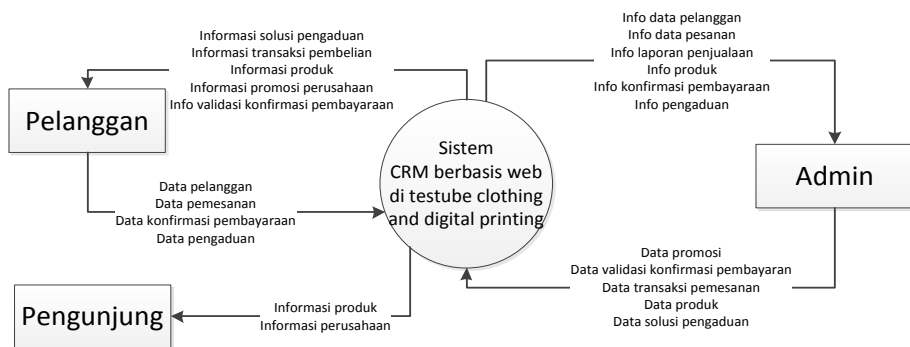 Informasi solusi pengaduan
Informasi transaksi pembelian
Informasi produk
Informasi promosi perusahaan
Info validasi konfirmasi pembayaraan
Info data pelanggan
Info data pesanan
Info laporan penjualaan
Info produk
Info konfirmasi pembayaraan
Info pengaduan
Pelanggan
Sistem
CRM berbasis web
di testube clothing
and digital printing
Admin
Data pelanggan
Data pemesanan
Data konfirmasi pembayaraan
Data pengaduan
Data promosi
Data validasi konfirmasi pembayaran
Data transaksi pemesanan
Data produk
Data solusi pengaduan
Pengunjung
Informasi produk
Informasi perusahaan